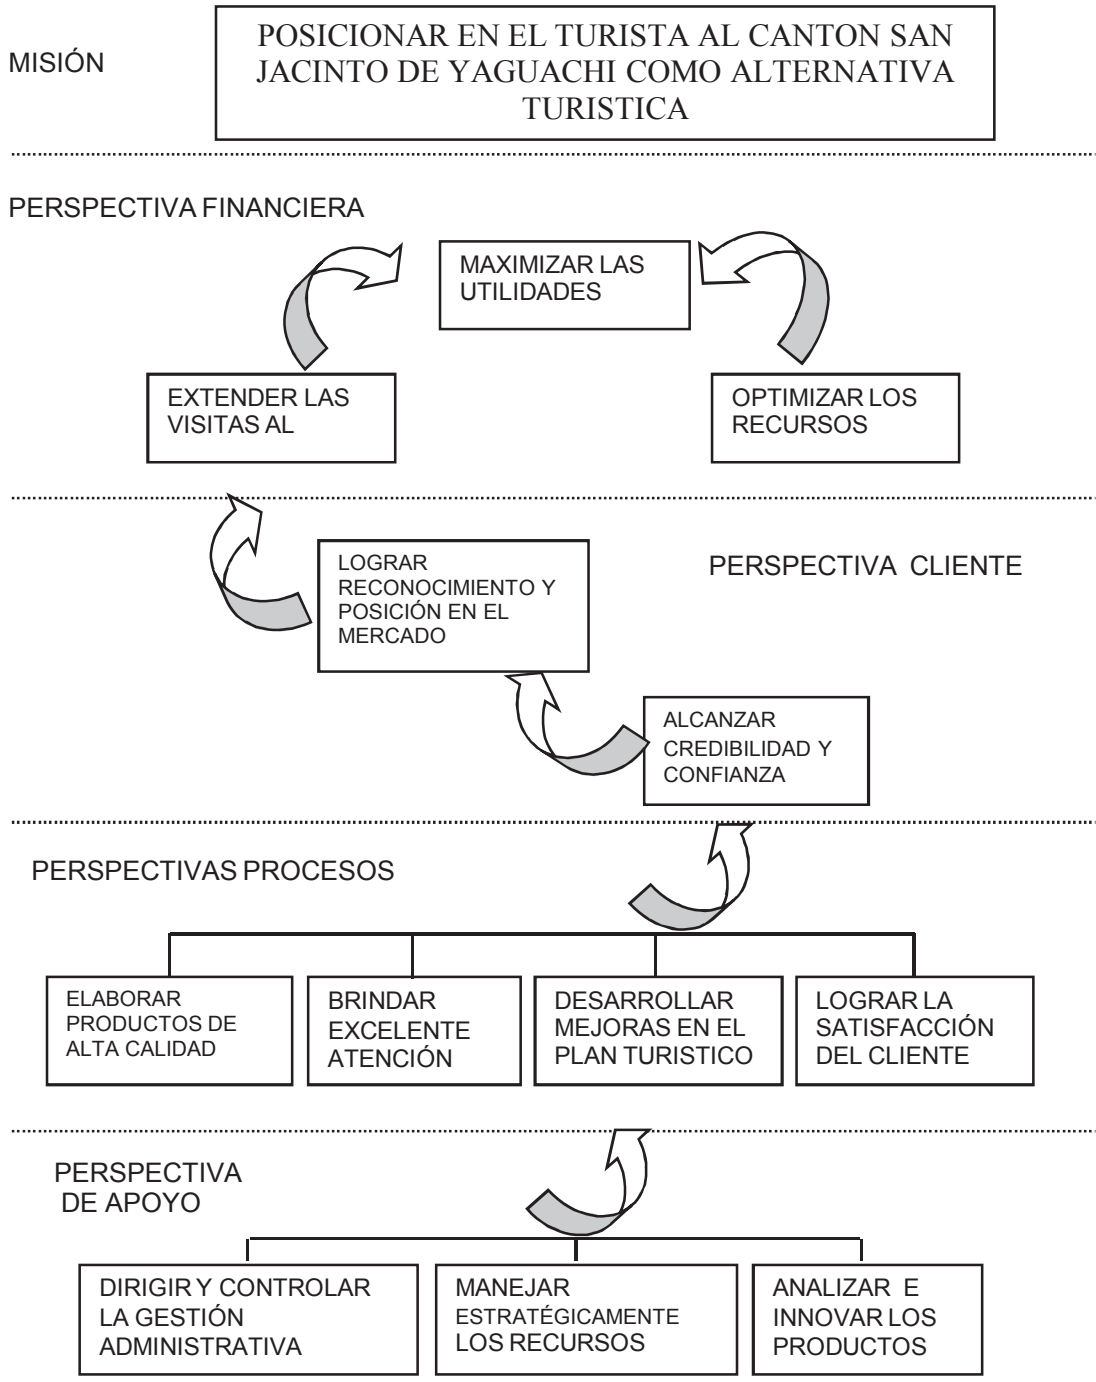 MISIÓN
POSICIONAR EN EL TURISTA AL CANTON SAN
JACINTO DE YAGUACHI COMO ALTERNATIVA
TURISTICA
PERSPECTIVA FINANCIERA
MAXIMIZAR LAS
UTILIDADES
EXTENDER LAS
VISITAS AL
OPTIMIZAR LOS
RECURSOS
LOGRAR
RECONOCIMIENTO Y
POSICIÓN EN EL
MERCADO
PERSPECTIVA CLIENTE
ALCANZAR
CREDIBILIDAD Y
CONFIANZA
PERSPECTIVAS PROCESOS
ELABORAR
PRODUCTOS DE
ALTA CALIDAD
BRINDAR
EXCELENTE
ATENCIÓN
DESARROLLAR
MEJORAS EN EL
PLAN TURISTICO
LOGRAR LA
SATISFACCIÓN
DEL CLIENTE
PERSPECTIVA
DE APOYO
DIRIGIR Y CONTROLAR
LA GESTIÓN
ADMINISTRATIVA
MANEJAR
ESTRATÉGICAMENTE
LOS RECURSOS
ANALIZAR E
INNOVAR LOS
PRODUCTOS